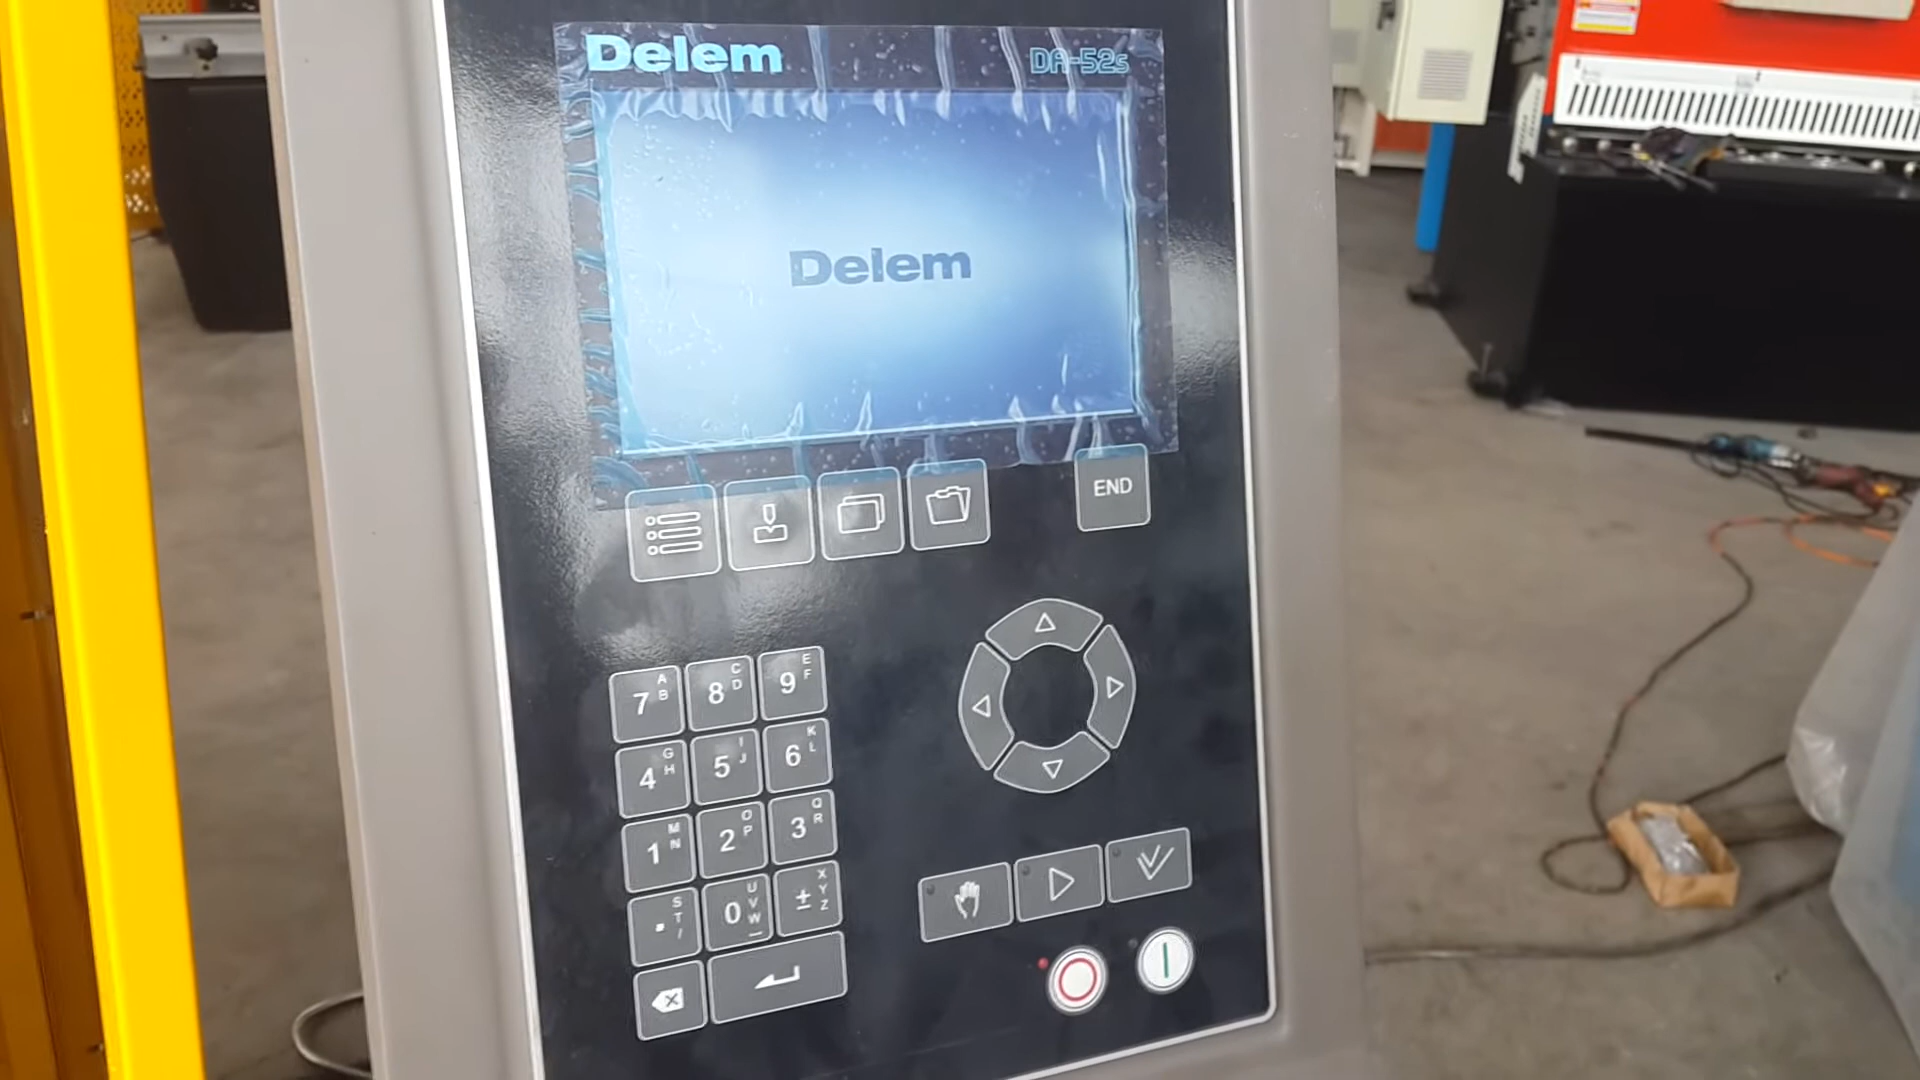 Delem
DA-52s
Delem
END
7 A B
8 C D
9 E F
4 G H
5 I J
6 K L
1 M N
2 O P
3 Q R
. S T /
0 U V W _
± X Y Z